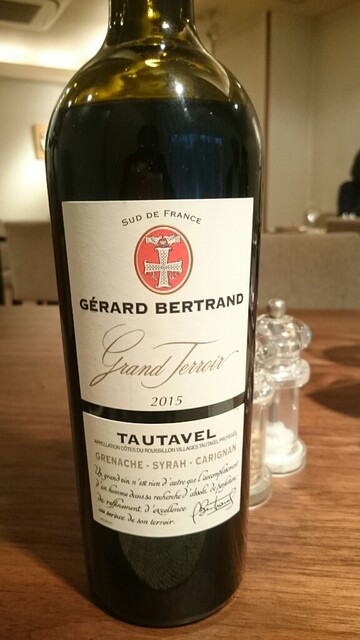 SUD DE FRANCE
GÉRARD BERTRAND
Grand Terroir
2015
TAUTAVEL
APPELLATION CÔTES DU ROUSSILLON VILLAGES TAUTAVEL PROTÉGÉE
GRENACHE - SYRAH - CARIGNAN
Un grand vin n'est rien d'autre que l'accomplissement
d'un homme dans sa recherche d'absolu, de perfection,
de raffinement, d'excellence
au service de son terroir.